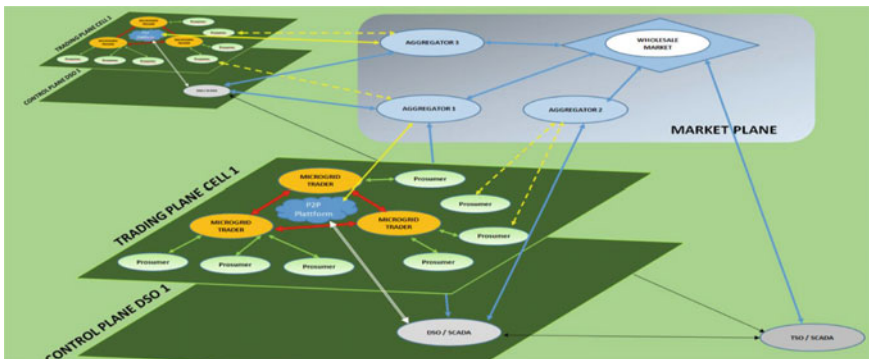 TRADING PLANE CELL 1
CONTROL PLANE DSO 1
AGGREGATOR 3
WHOLESALE
MARKET
AGGREGATOR 1
AGGREGATOR 2
MARKET PLANE
TRADING PLANE CELL 1
MICROGRID
TRADER
Prosumer
P2P
Plattform
Prosumer
MICROGRID
TRADER
MICROGRID
TRADER
Prosumer
Prosumer
Prosumer
Prosumer
Prosumer
CONTROL PLANE DSO 1
DSO / SCADA
TSO / SCADA